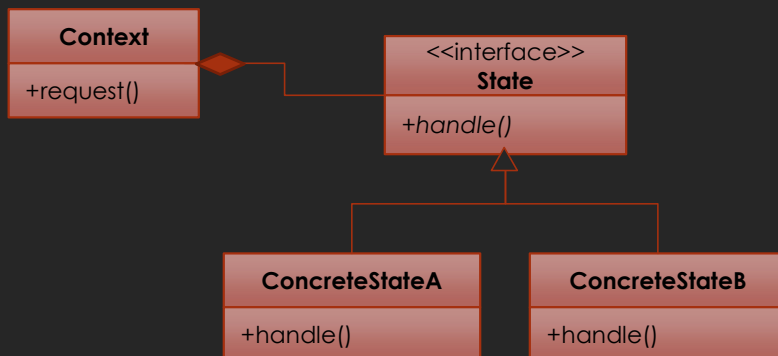 Context
+request()
<<interface>>
State
+handle()
ConcreteStateA
+handle()
ConcreteStateB
+handle()